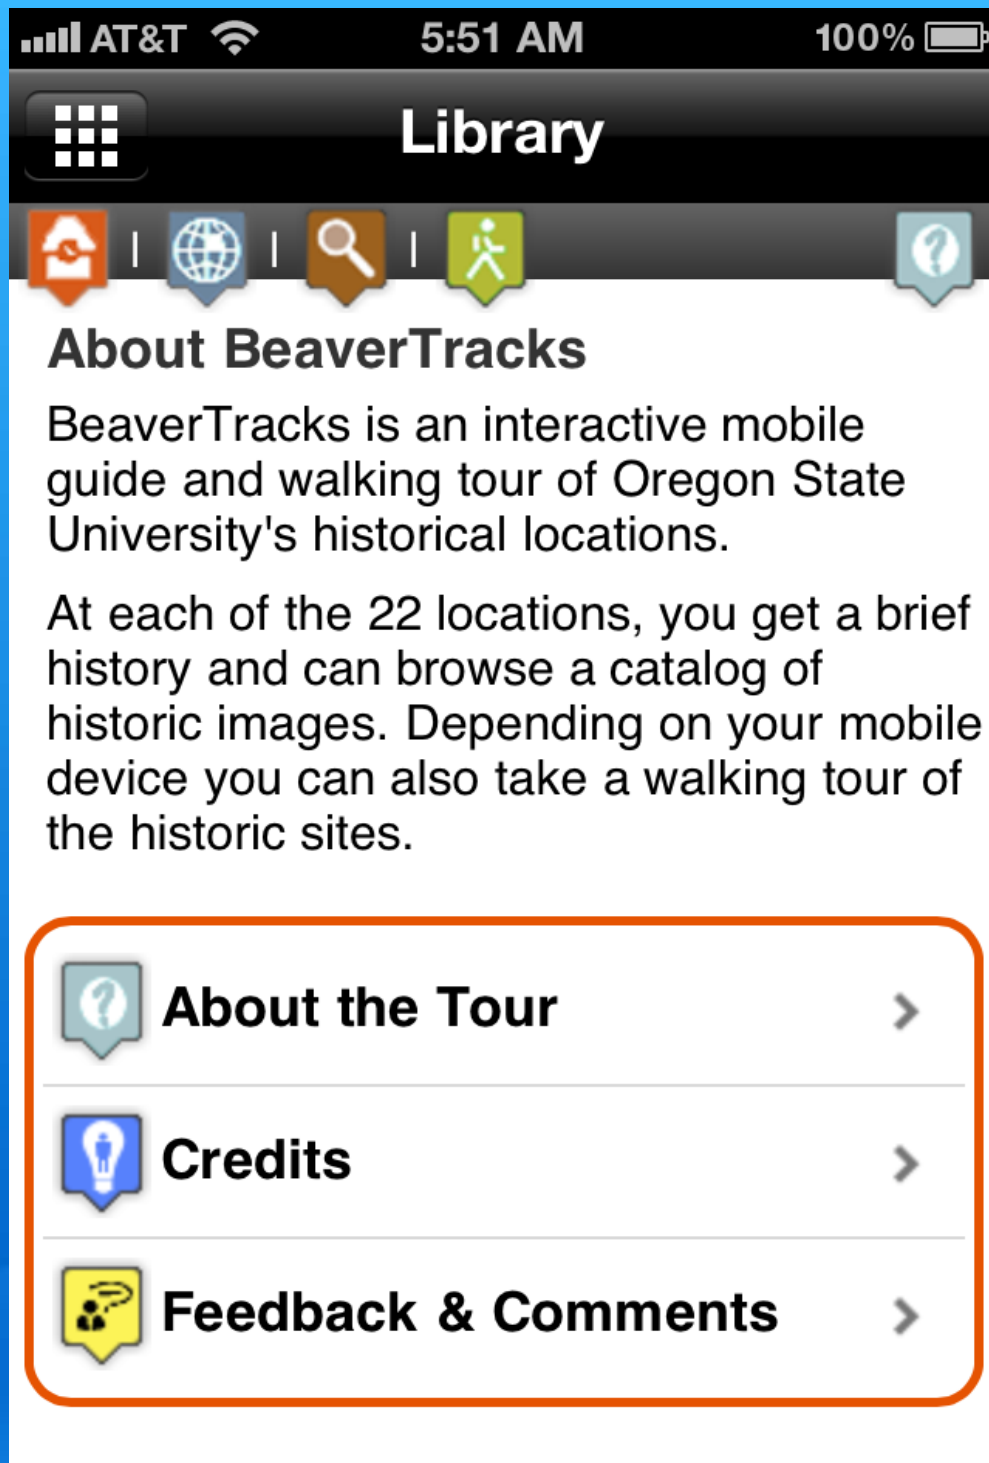 AT&T 5:51 AM 100%
Library
About BeaverTracks
BeaverTracks is an interactive mobile
guide and walking tour of Oregon State
University's historical locations.
At each of the 22 locations, you get a brief
history and can browse a catalog of
historic images. Depending on your mobile
device you can also take a walking tour of
the historic sites.
About the Tour
Credits
Feedback & Comments